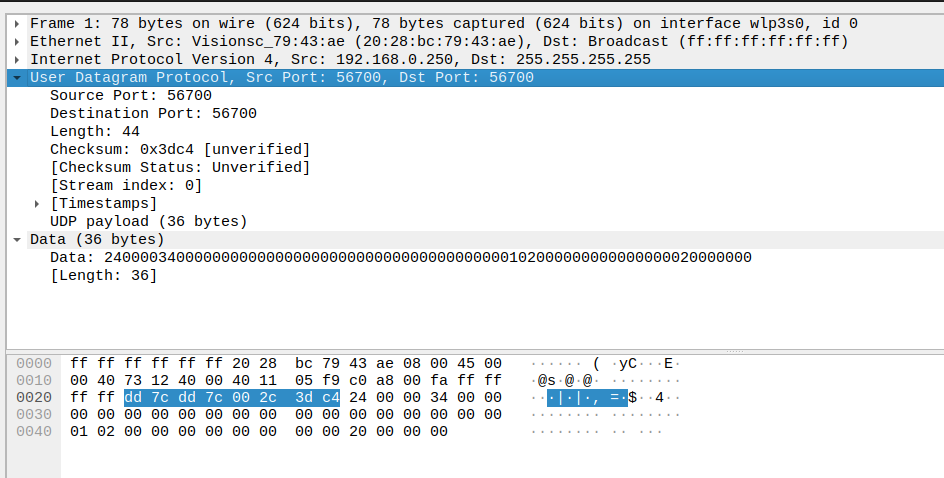 Frame 1: 78 bytes on wire (624 bits), 78 bytes captured (624 bits) on interface wlp3s0, id 0
Ethernet II, Src: Visionsc_79:43:ae (20:28:bc:79:43:ae), Dst: Broadcast (ff:ff:ff:ff:ff:ff)
Internet Protocol Version 4, Src: 192.168.0.250, Dst: 255.255.255.255
User Datagram Protocol, Src Port: 56700, Dst Port: 56700
Source Port: 56700
Destination Port: 56700
Length: 44
Checksum: 0x3dc4 [unverified]
[Checksum Status: Unverified]
[Stream index: 0]
[Timestamps]
UDP payload (36 bytes)
Data (36 bytes)
Data: 240000340000000000000000000000000000000000000102000000000000000020000000
[Length: 36]
0000 ff ff ff ff ff ff 20 28 bc 79 43 ae 08 00 45 00 ······ ( ·yC···E·
0010 00 40 73 12 40 00 40 11 05 f9 c0 a8 00 fa ff ff ·@s·@·@· ········
0020 ff ff dd 7c dd 7c 00 2c 3d c4 24 00 00 34 00 00 ···|·|·, =·$··4··
0030 00 00 00 00 00 00 00 00 00 00 00 00 00 00 00 00 ········ ········
0040 01 02 00 00 00 00 00 00 00 00 20 00 00 00 ········ ·· ···